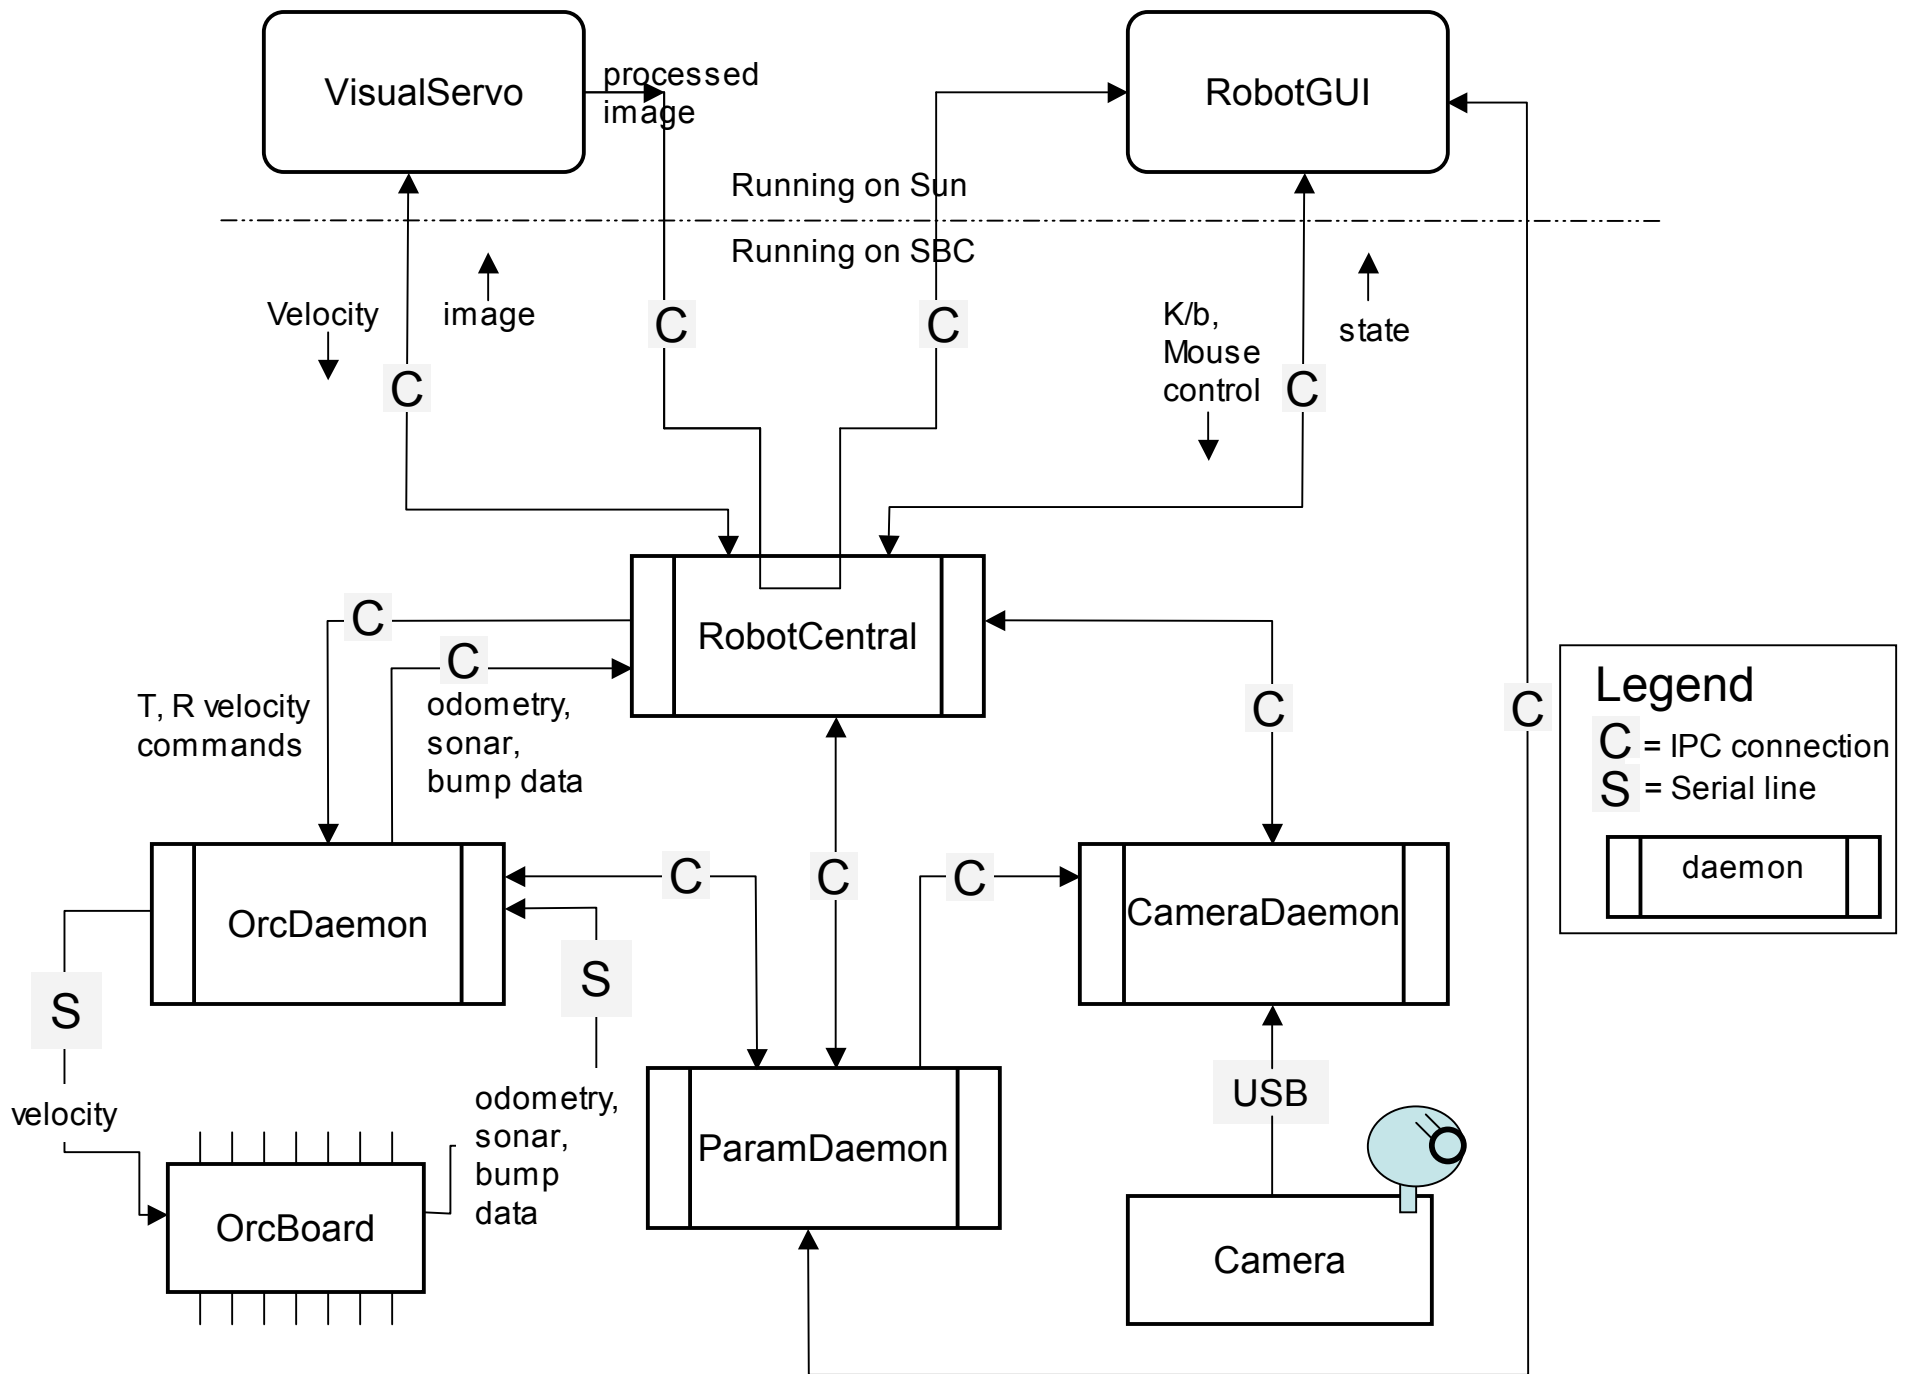 VisualServo
processed
image
RobotGUI
Running on Sun
Running on SBC
Velocity
image
C
C
K/b,
Mouse
control
state
C
C
C
RobotCentral
C
T, R velocity
commands
odometry,
sonar,
bump data
C
C
Legend
C = IPC connection
S = Serial line
daemon
OrcDaemon
C
C
C
CameraDaemon
S
S
velocity
odometry,
sonar,
bump
data
OrcBoard
ParamDaemon
USB
Camera